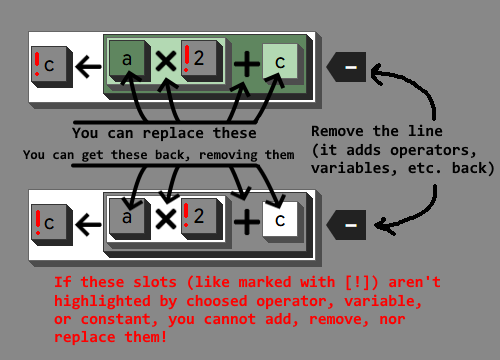 !c ← a × !2 + c −
You can replace these
You can get these back, removing them
Remove the line
(it adds operators,
variables, etc. back)
!c ← a × !2 + c −
If these slots (like marked with [!]) aren't
highlighted by choosed operator, variable,
or constant, you cannot add, remove, nor
replace them!